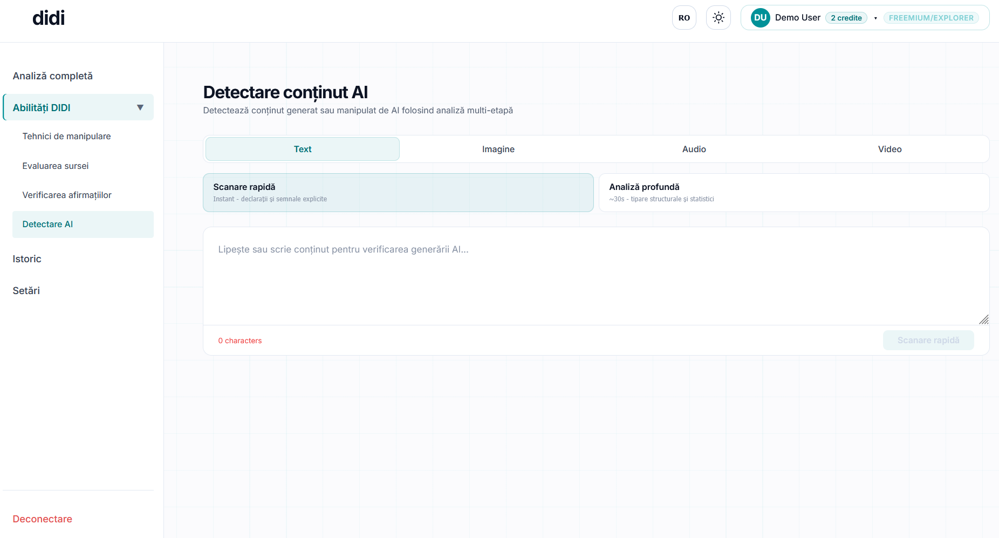 didi
RO
DU Demo User 2 credite FREEMIUM/EXPLORER
Analiză completă
Abilități DIDI
Tehnici de manipulare
Evaluarea sursei
Verificarea afirmațiilor
Detectare AI
Istoric
Setări
Deconectare
Detectare conținut AI
Detectează conținut generat sau manipulat de AI folosind analiză multi-etapă
Text Imagine Audio Video
Scanare rapidă
Instant - declarații și semnale explicite
Analiză profundă
~30s - tipare structurale și statistici
Lipește sau scrie conținut pentru verificarea generării AI...
0 characters
Scanare rapidă